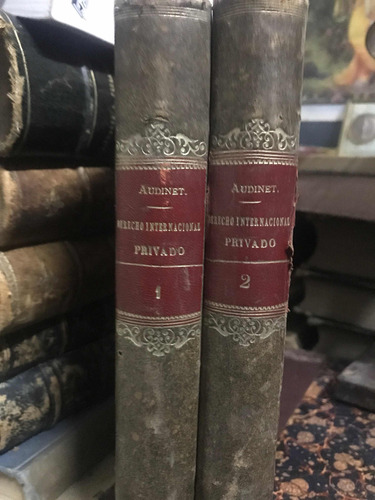 AUDINET.
DERECHO INTERNACIONAL
PRIVADO
1
AUDINET.
DERECHO INTERNACIONAL
PRIVADO
2